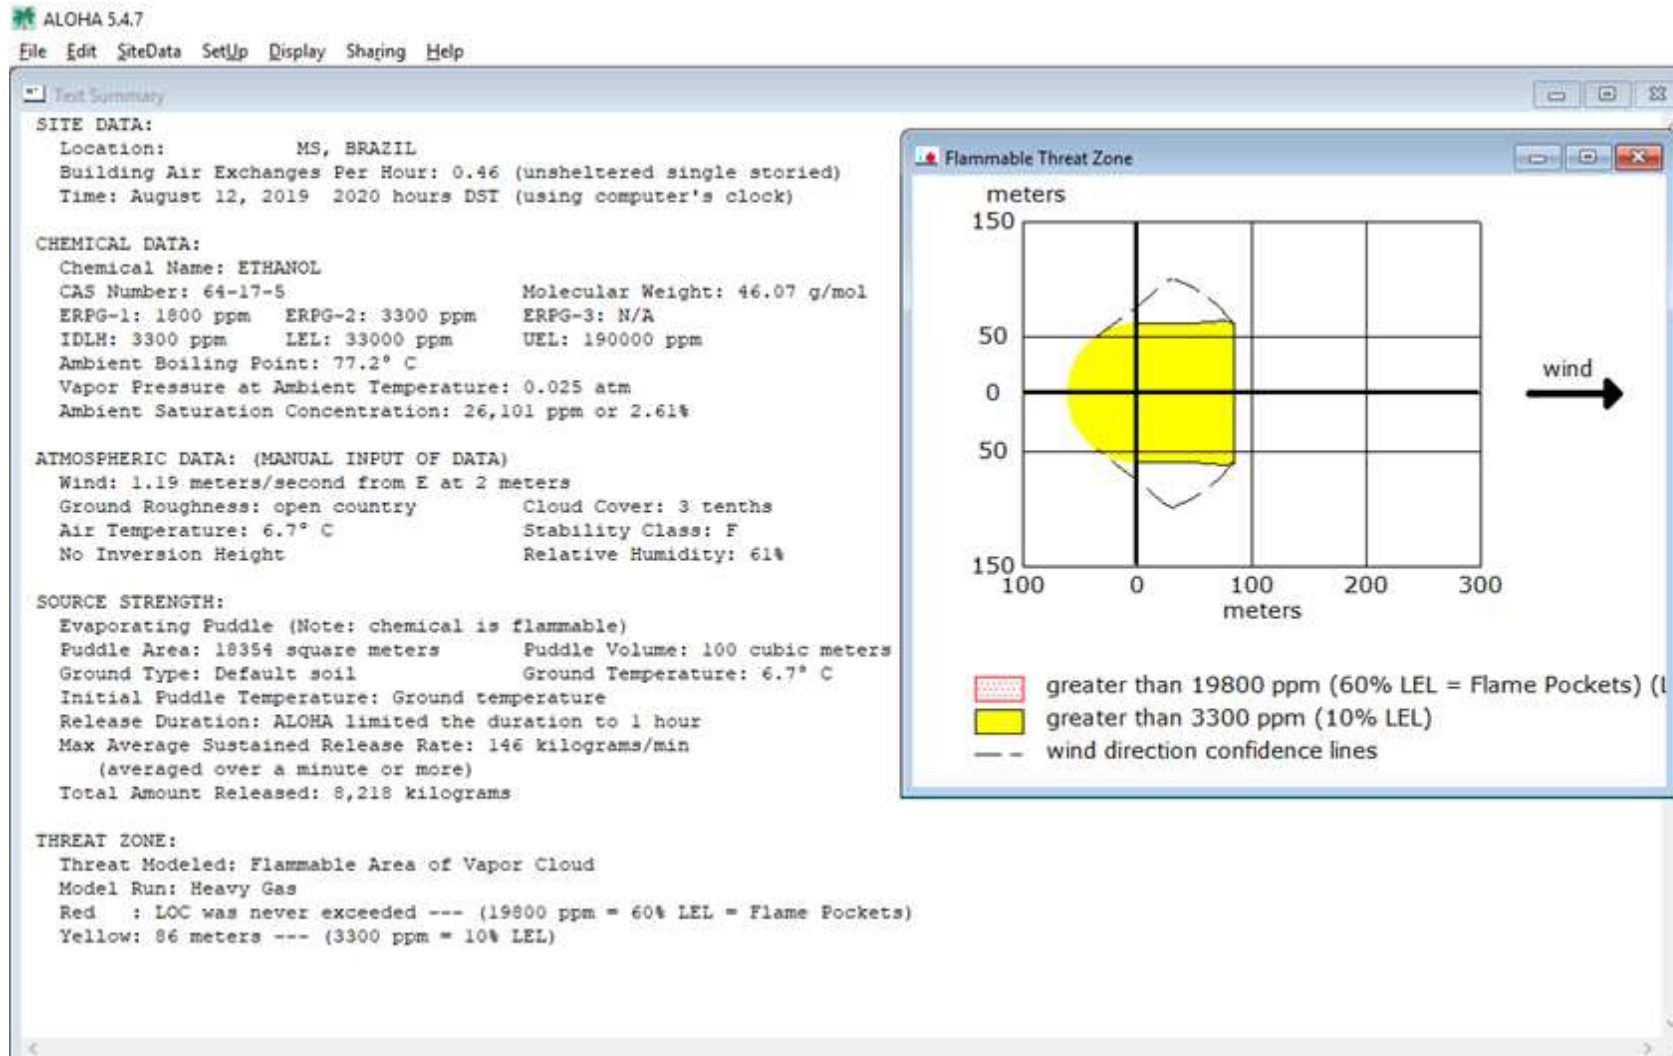 ALOHA 5.4.7
File Edit SiteData SetUp Display Sharing Help
Text Summary
SITE DATA:
Location: MS, BRAZIL
Building Air Exchanges Per Hour: 0.46 (unsheltered single storied)
Time: August 12, 2019 2020 hours DST (using computer's clock)
CHEMICAL DATA:
Chemical Name: ETHANOL
CAS Number: 64-17-5 Molecular Weight: 46.07 g/mol
ERPG-1: 1800 ppm ERPG-2: 3300 ppm ERPG-3: N/A
IDLH: 3300 ppm LEL: 33000 ppm UEL: 190000 ppm
Ambient Boiling Point: 77.2° C
Vapor Pressure at Ambient Temperature: 0.025 atm
Ambient Saturation Concentration: 26,101 ppm or 2.61%
ATMOSPHERIC DATA: (MANUAL INPUT OF DATA)
Wind: 1.19 meters/second from E at 2 meters
Ground Roughness: open country Cloud Cover: 3 tenths
Air Temperature: 6.7° C Stability Class: F
No Inversion Height Relative Humidity: 61%
SOURCE STRENGTH:
Evaporating Puddle (Note: chemical is flammable)
Puddle Area: 18354 square meters Puddle Volume: 100 cubic meters
Ground Type: Default soil Ground Temperature: 6.7° C
Initial Puddle Temperature: Ground temperature
Release Duration: ALOHA limited the duration to 1 hour
Max Average Sustained Release Rate: 146 kilograms/min
(averaged over a minute or more)
Total Amount Released: 8,218 kilograms
THREAT ZONE:
Threat Modeled: Flammable Area of Vapor Cloud
Model Run: Heavy Gas
Red : LOC was never exceeded --- (19800 ppm = 60% LEL = Flame Pockets)
Yellow: 86 meters --- (3300 ppm = 10% LEL)
Flammable Threat Zone
meters
150
50
0
50
150
100 0 100 200 300
meters
wind
greater than 19800 ppm (60% LEL = Flame Pockets) (L
greater than 3300 ppm (10% LEL)
wind direction confidence lines